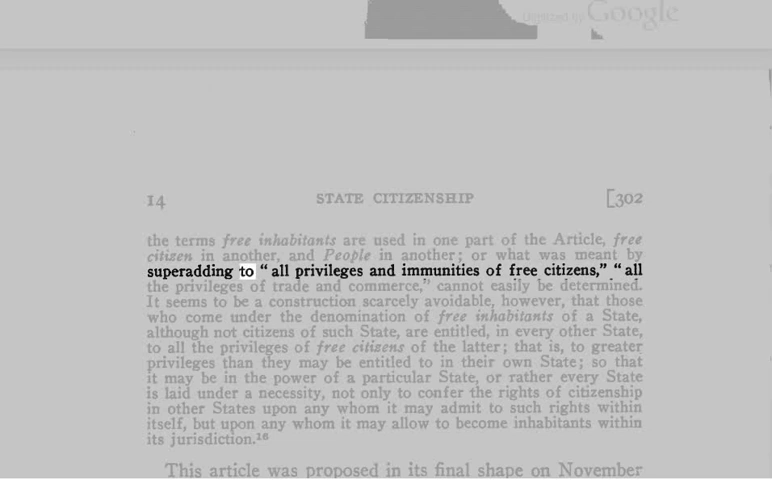 Digitized by Google
14 STATE CITIZENSHIP [302
the terms free inhabitants are used in one part of the Article, free
citizen in another, and People in another; or what was meant by
superadding to “ all privileges and immunities of free citizens,” “ all
the privileges of trade and commerce,” cannot easily be determined.
It seems to be a construction scarcely avoidable, however, that those
who come under the denomination of free inhabitants of a State,
although not citizens of such State, are entitled, in every other State,
to all the privileges of free citizens of the latter; that is, to greater
privileges than they may be entitled to in their own State; so that
it may be in the power of a particular State, or rather every State
is laid under a necessity, not only to confer the rights of citizenship
in other States upon any whom it may admit to such rights within
itself, but upon any whom it may allow to become inhabitants within
its jurisdiction.¹⁶
This article was proposed in its final shape on November